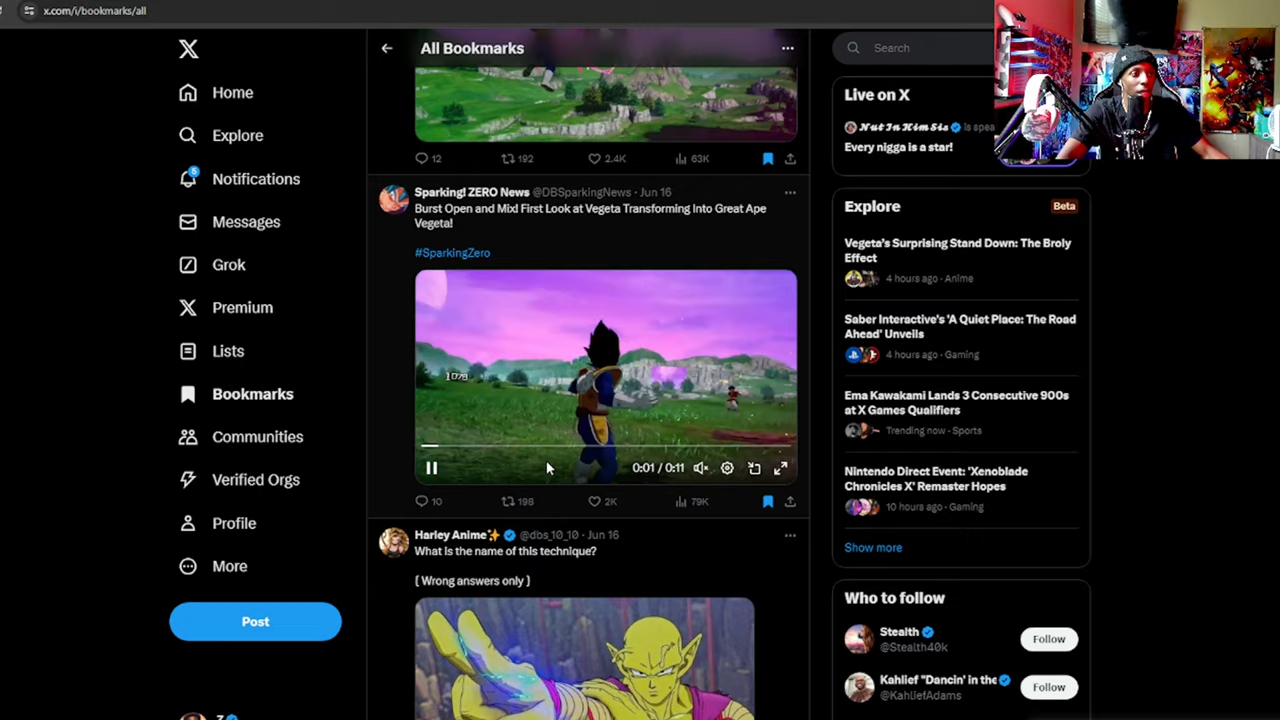 x.com/i/bookmarks/all
Home
Explore
5
Notifications
Messages
Grok
Premium
Lists
Bookmarks
Communities
Verified Orgs
Profile
More
Post
All Bookmarks
12
192
2.4K
63K
Sparking! ZERO News @DBSparkingNews · Jun 16
Burst Open and Mix! First Look at Vegeta Transforming Into Great Ape
Vegeta!
#SparkingZero
0:01 / 0:11
10
198
2K
79K
Harley Anime✨ @dbs_10_10 · Jun 16
What is the name of this technique?
[ Wrong answers only ]
Search
Live on X
𝓝𝓾𝓽 𝓘𝓷 𝓗𝓲𝓶 𝓢𝓲𝓼 is spea
Every nigga is a star!
Explore
Beta
Vegeta's Surprising Stand Down: The Broly
Effect
4 hours ago · Anime
Saber Interactive's 'A Quiet Place: The Road
Ahead' Unveils
4 hours ago · Gaming
Ema Kawakami Lands 3 Consecutive 900s
at X Games Qualifiers
Trending now · Sports
Nintendo Direct Event: 'Xenoblade
Chronicles X' Remaster Hopes
10 hours ago · Gaming
Show more
Who to follow
Stealth
@Stealth40k
Follow
Kahlief "Dancin' in the
@KahliefAdams
Follow